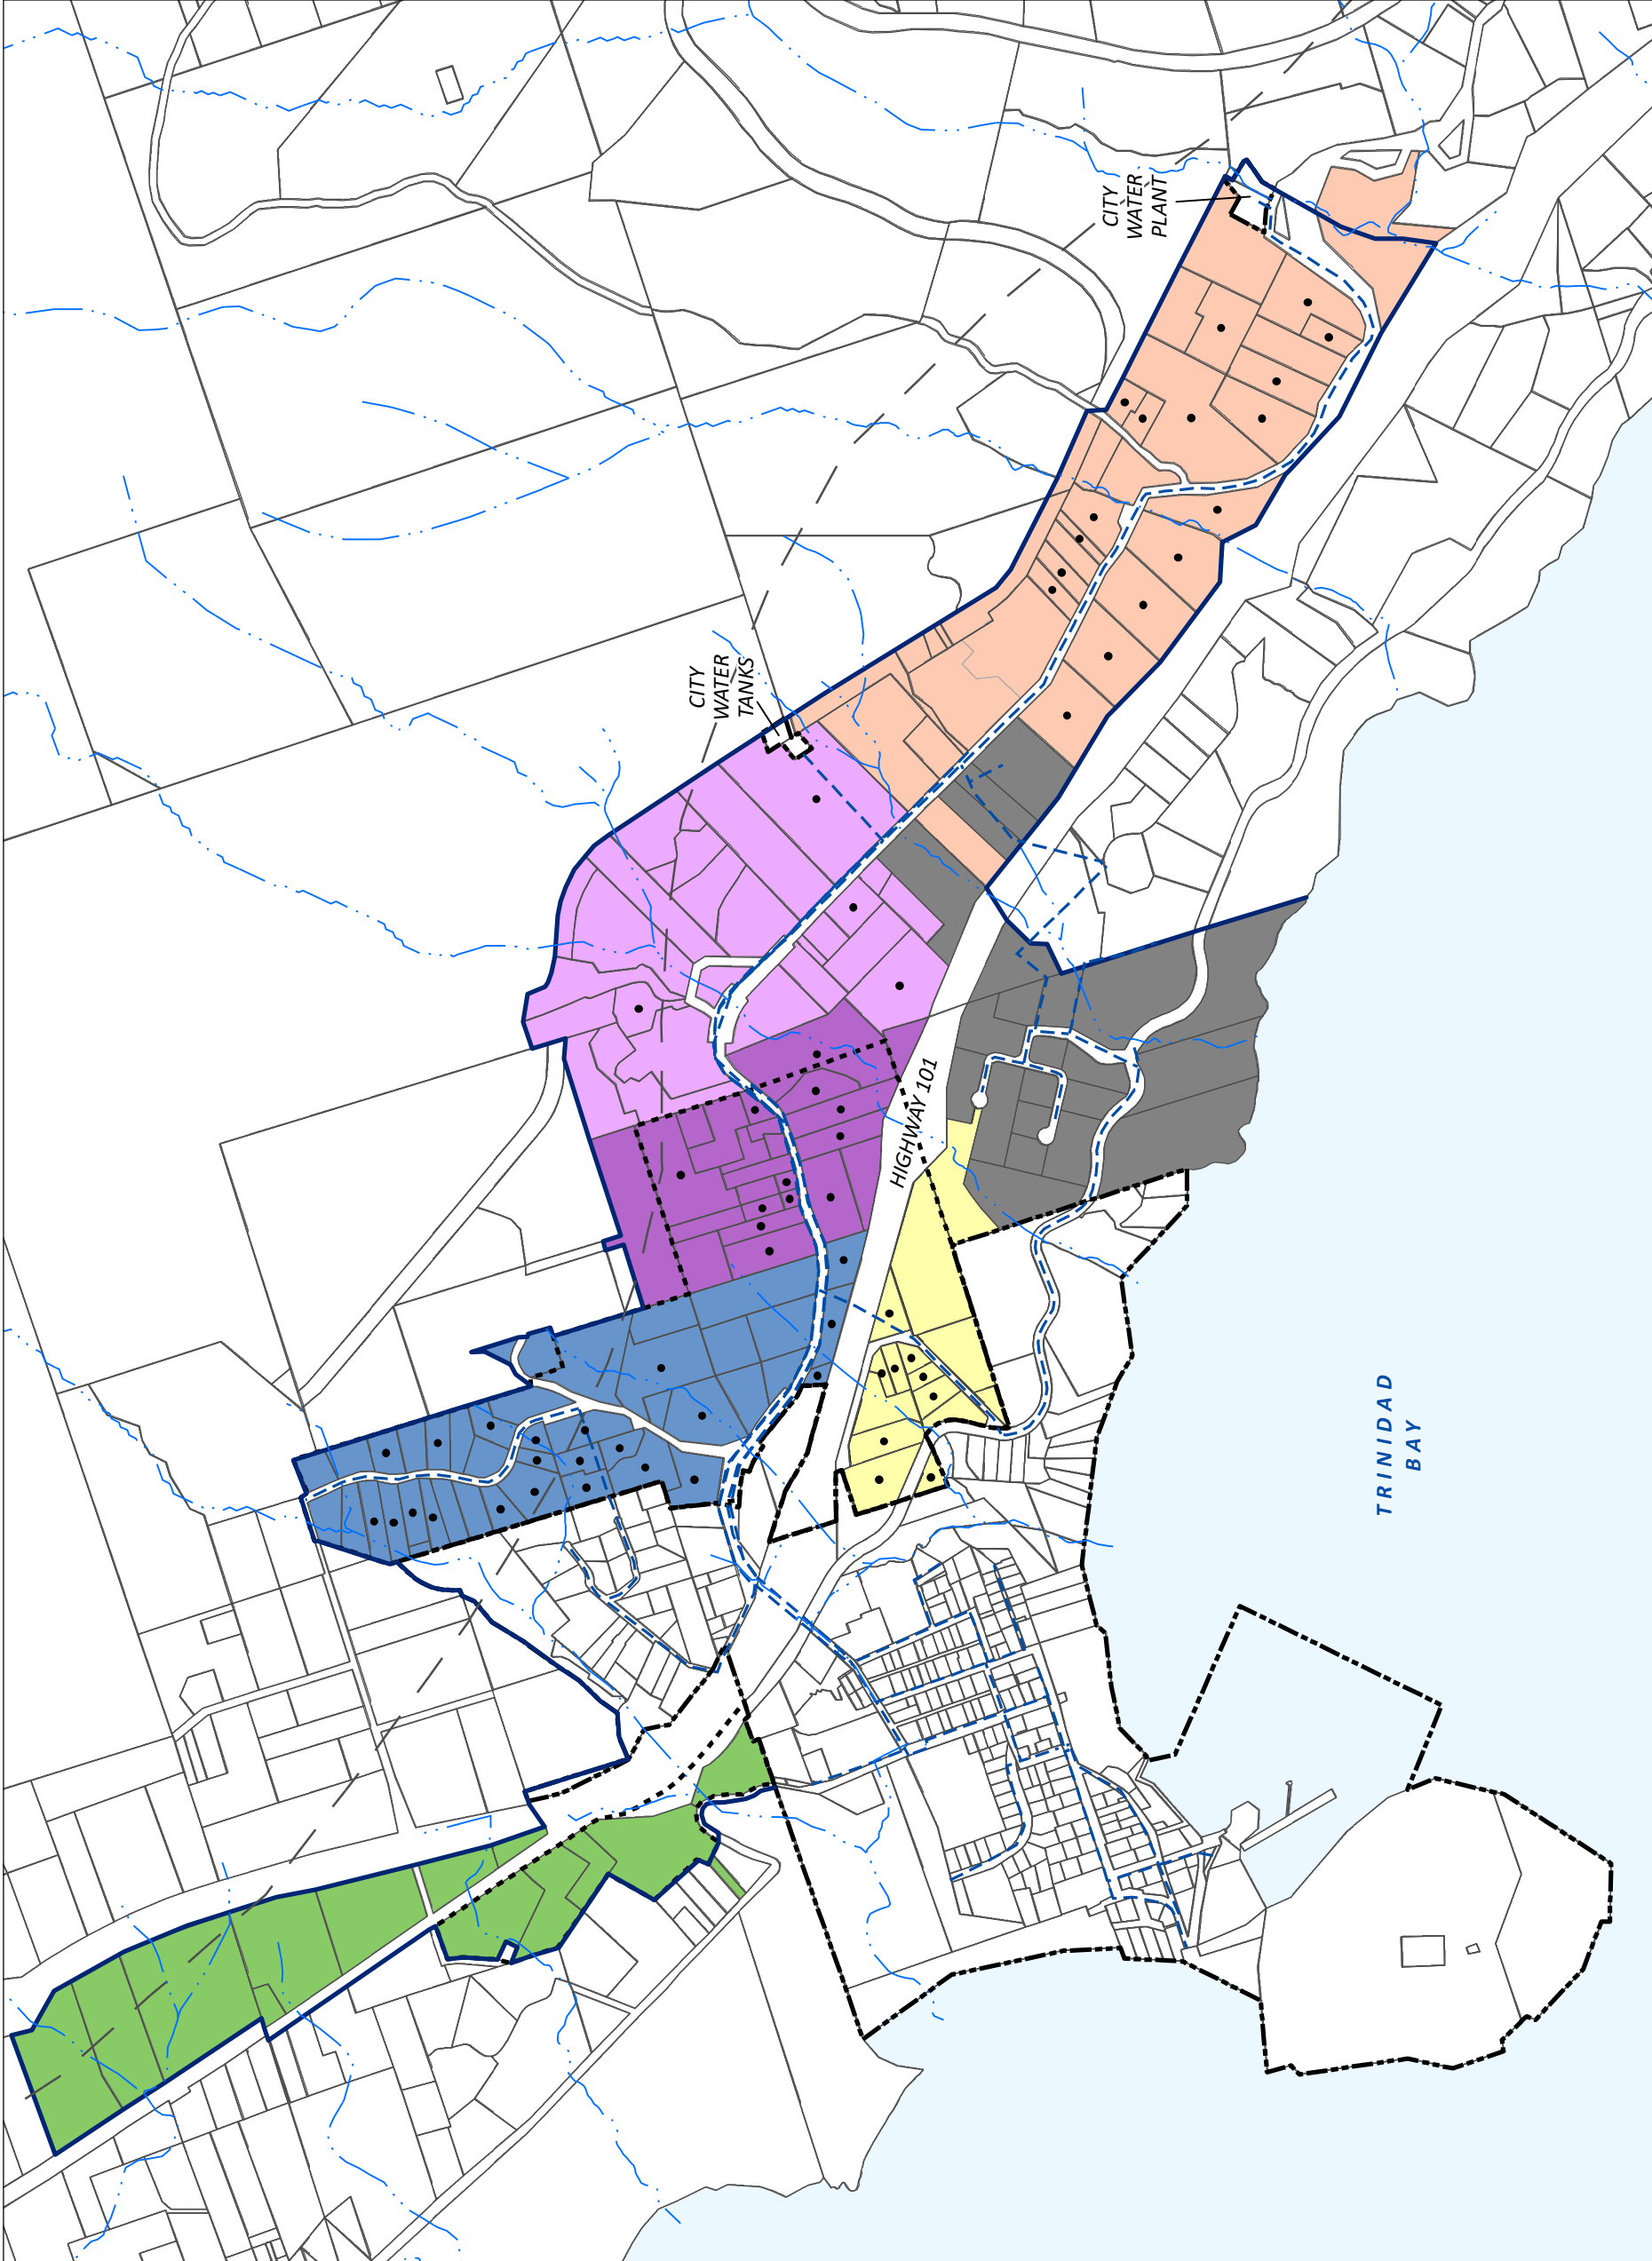 CITY
WATER
PLANT
CITY
WATER
TANKS
HIGHWAY 101
TRINIDAD
BAY